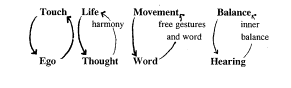 Touch Life Movement Balance
harmony free gestures inner
and word balance
Ego Thought Word Hearing